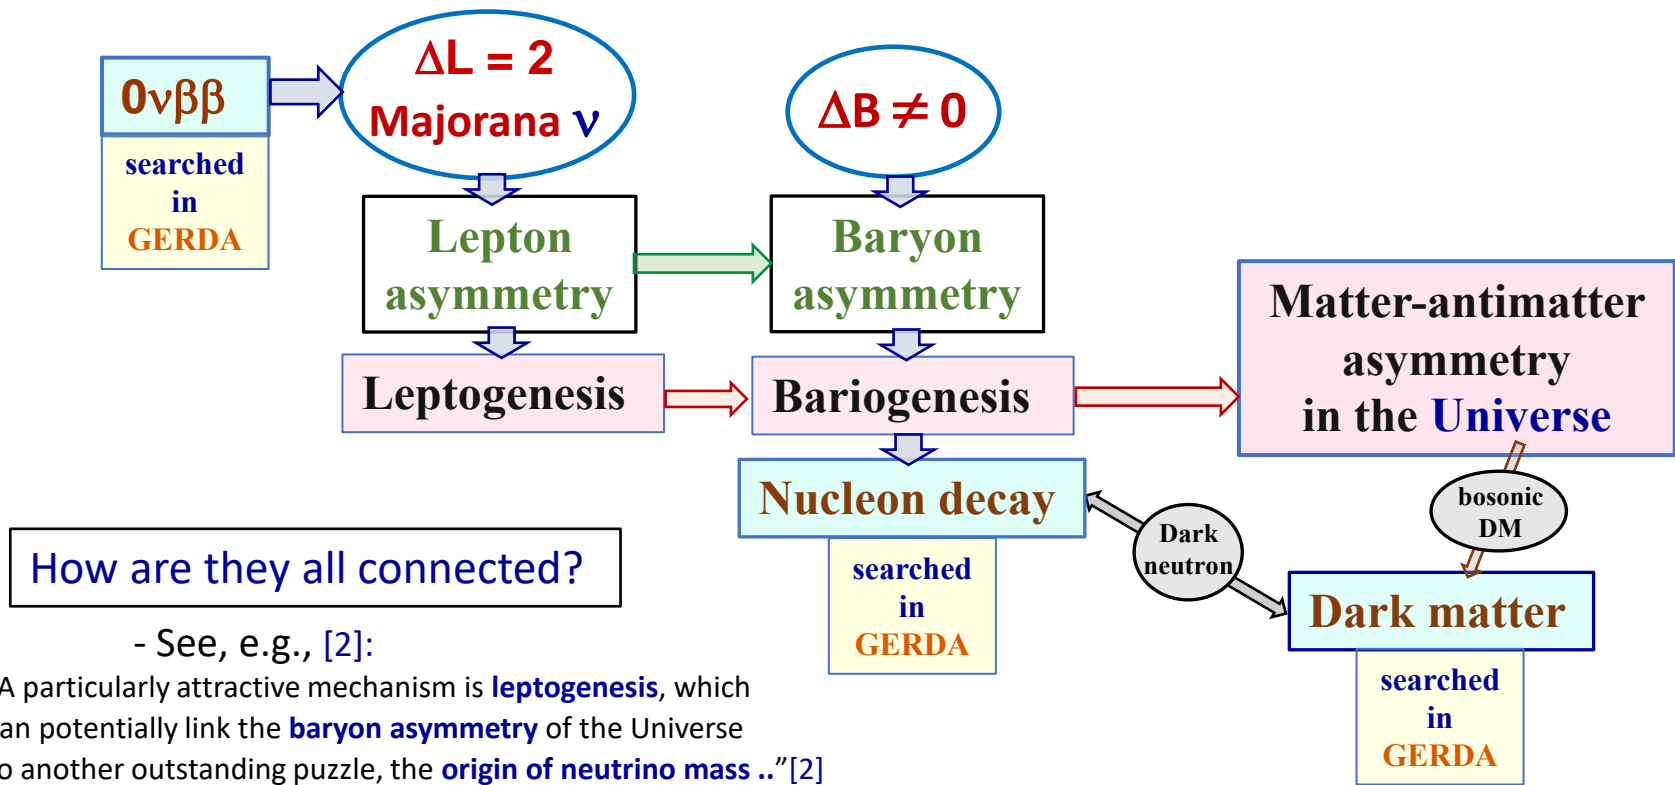 0νββ
searched
in
GERDA
ΔL = 2
Majorana ν
ΔB ≠ 0
Lepton
asymmetry
Baryon
asymmetry
Leptogenesis
Bariogenesis
Matter-antimatter
asymmetry
in the Universe
Nucleon decay
searched
in
GERDA
Dark
neutron
bosonic
DM
Dark matter
searched
in
GERDA
How are they all connected?
- See, e.g., [2]:
A particularly attractive mechanism is leptogenesis, which
an potentially link the baryon asymmetry of the Universe
o another outstanding puzzle, the origin of neutrino mass ..”[2]